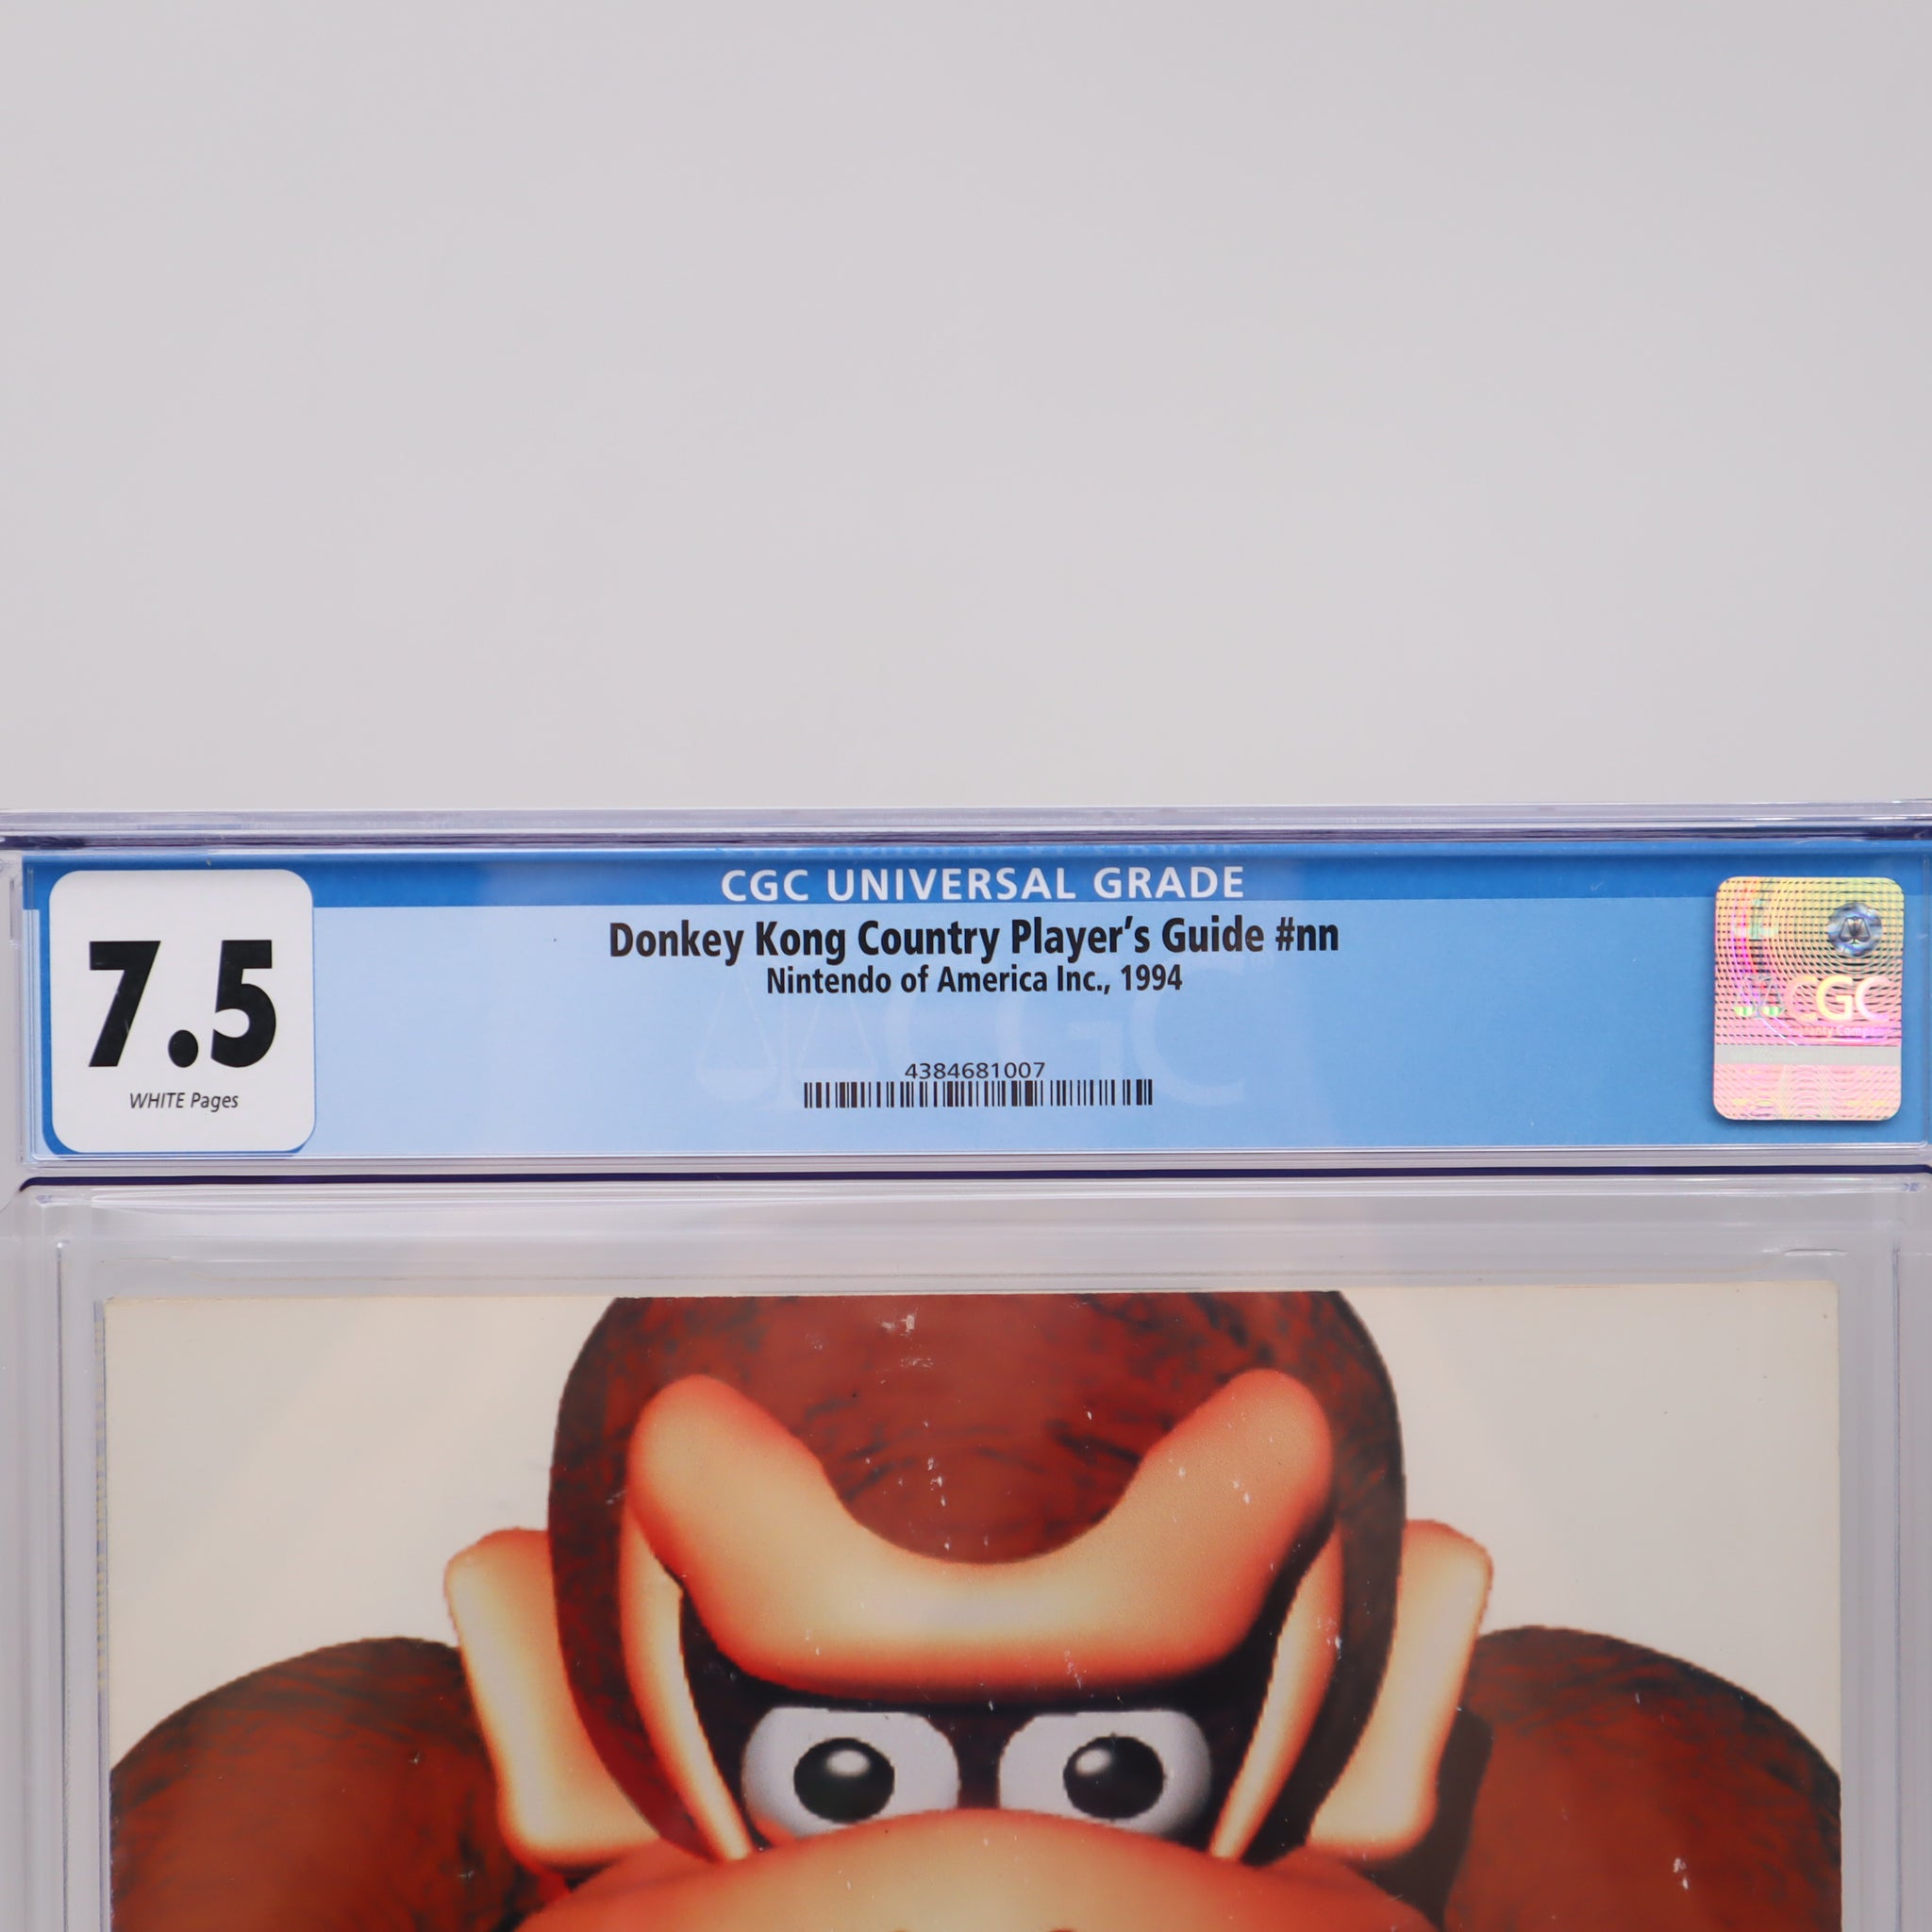 CGC UNIVERSAL GRADE
7.5
WHITE Pages
Donkey Kong Country Player’s Guide #nn
Nintendo of America Inc., 1994
4384681007
CGC
CGC